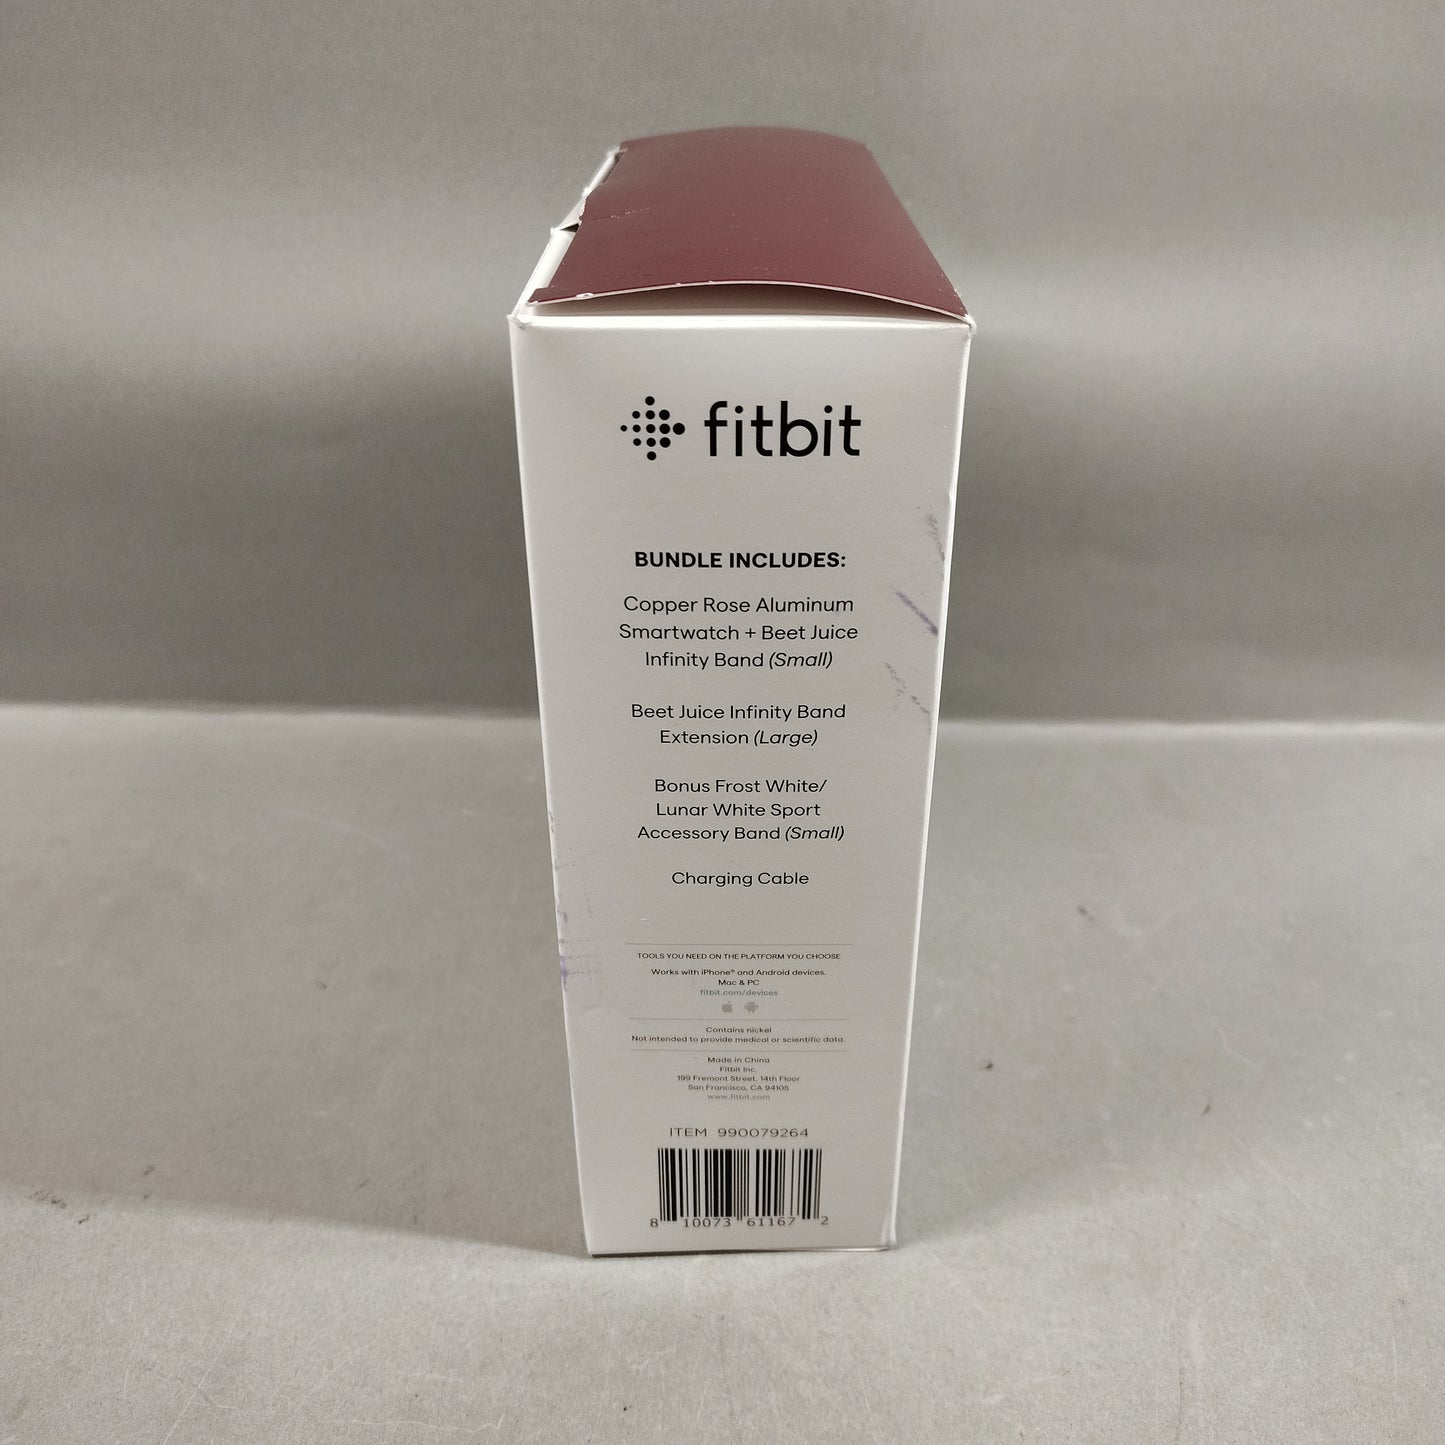 fitbit
BUNDLE INCLUDES:
Copper Rose Aluminum
Smartwatch + Beet Juice
Infinity Band (Small)
Beet Juice Infinity Band
Extension (Large)
Bonus Frost White/
Lunar White Sport
Accessory Band (Small)
Charging Cable
TOOLS YOU NEED ON THE PLATFORM YOU CHOOSE
Works with iPhone® and Android devices.
Mac & PC
fitbit.com/devices
Contains nickel
Not intended to provide medical or scientific data.
Made in China
Fitbit Inc.
199 Fremont Street, 14th Floor
San Francisco, CA 94105
www.fitbit.com
ITEM 990079264
8 10073 61167 2